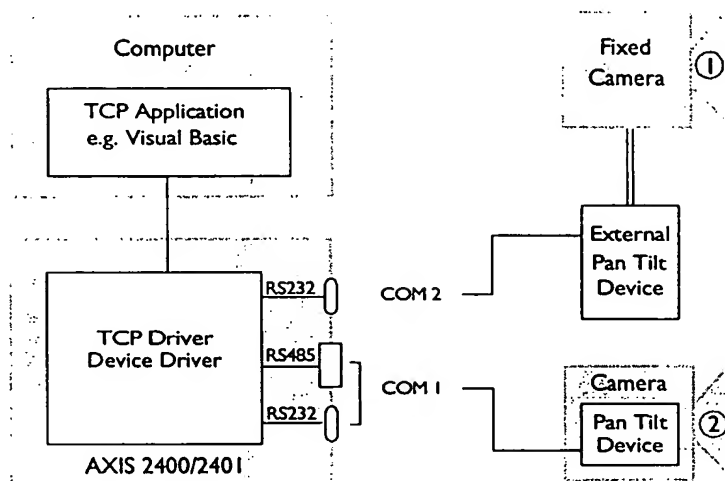 Computer
TCP Application
e.g. Visual Basic
Fixed
Camera
1
External
Pan Tilt
Device
RS232
COM 2
TCP Driver
Device Driver
RS485
COM 1
RS232
AXIS 2400/2401
Camera
Pan Tilt
Device
2